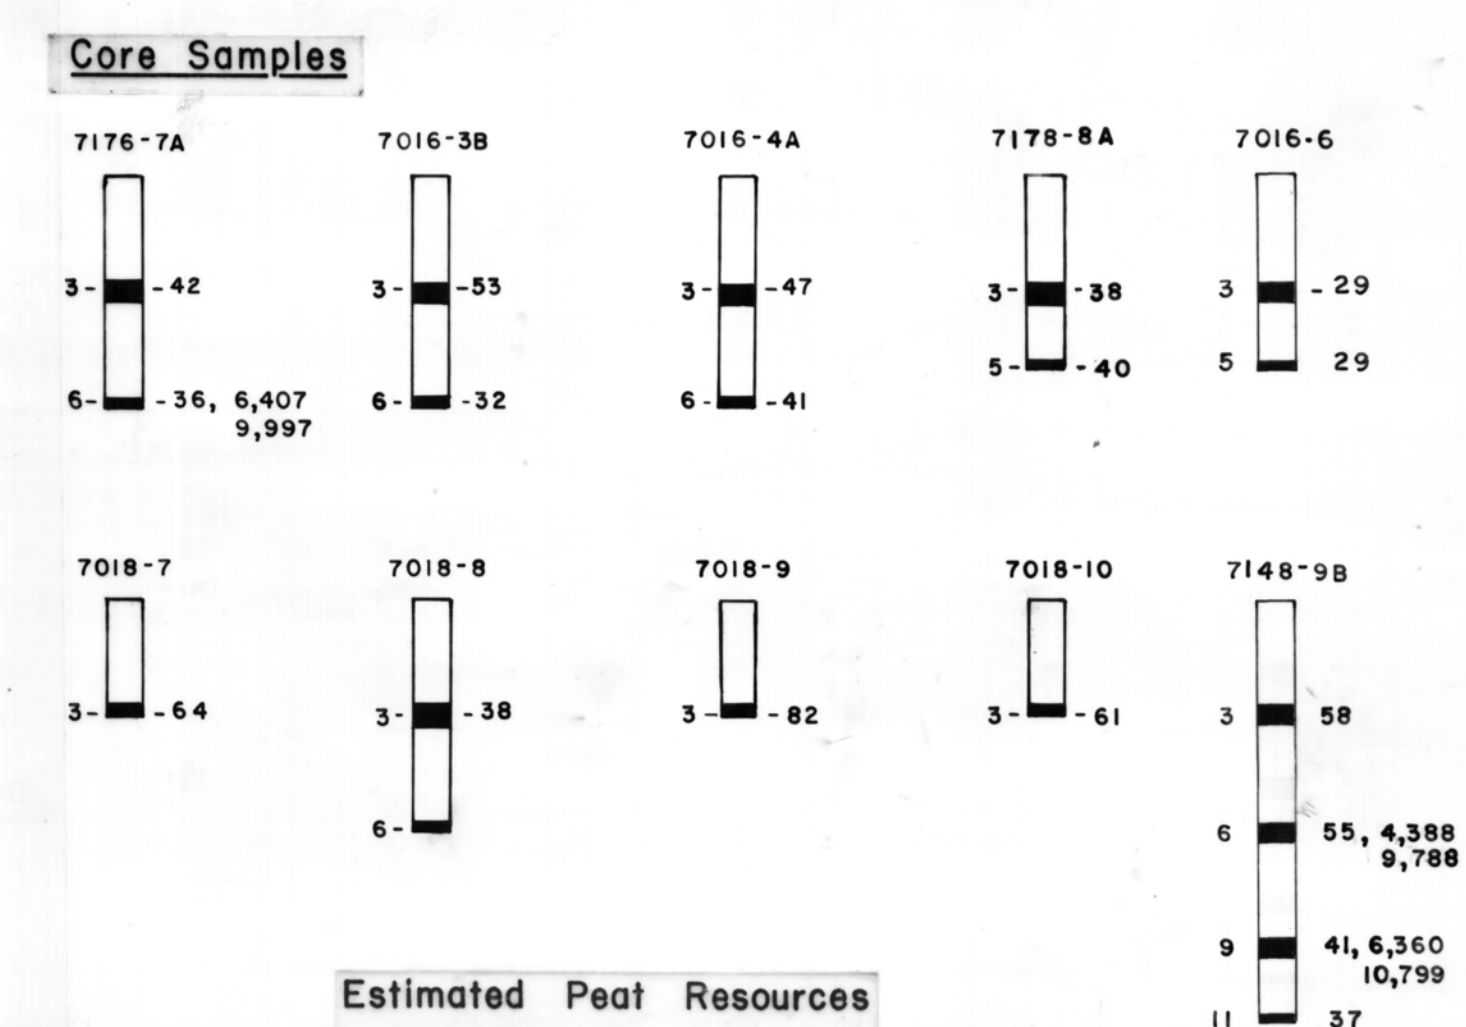 Core Samples
7176-7A
3- -42
6- -36, 6,407
9,997
7016-3B
3- -53
6- -32
7016-4A
3- -47
6- -41
7178-8A
3- -38
5- -40
7016-6
3 - 29
5 29
7018-7
3- -64
7018-8
3- -38
6-
7018-9
3- -82
7018-10
3- -61
7148-9B
3 58
6 55, 4,388
9,788
9 41, 6,360
10,799
11 37
Estimated Peat Resources